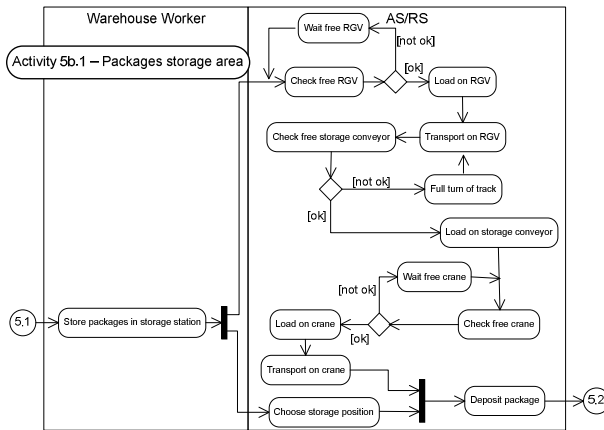 Warehouse Worker
AS/RS
Activity 5b.1 – Packages storage area
Wait free RGV
[not ok]
[ok]
Check free RGV
Load on RGV
Check free storage conveyor
Transport on RGV
[not ok]
Full turn of track
[ok]
Load on storage conveyor
Wait free crane
[not ok]
5.1
Store packages in storage station
Load on crane
[ok]
Check free crane
Transport on crane
Choose storage position
Deposit package
5.2